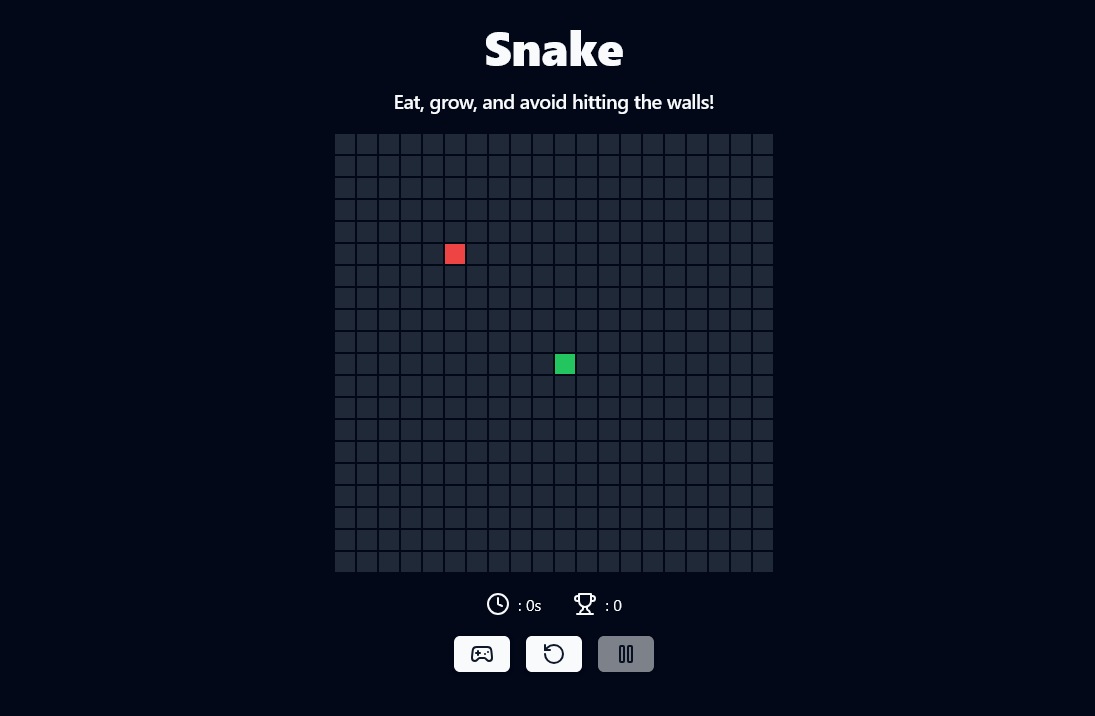 Snake
Eat, grow, and avoid hitting the walls!
: 0s
: 0